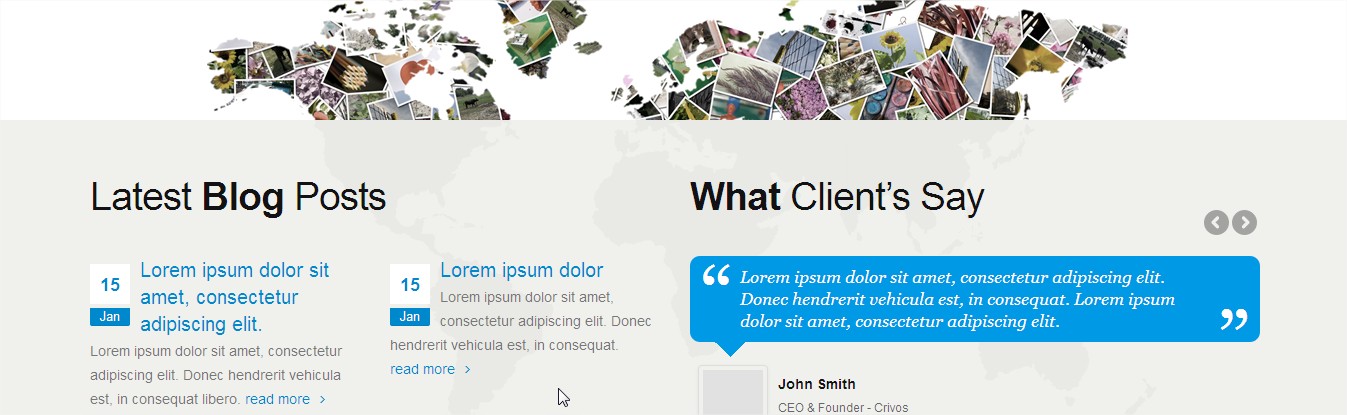 Latest Blog Posts
15
Jan
Lorem ipsum dolor sit
amet, consectetur
adipiscing elit.
Lorem ipsum dolor sit amet, consectetur
adipiscing elit. Donec hendrerit vehicula
est, in consequat libero. read more >
15
Jan
Lorem ipsum dolor
Lorem ipsum dolor sit amet,
consectetur adipiscing elit. Donec
hendrerit vehicula est, in consequat.
read more >
What Client’s Say
“ Lorem ipsum dolor sit amet, consectetur adipiscing elit.
Donec hendrerit vehicula est, in consequat. Lorem ipsum
dolor sit amet, consectetur adipiscing elit. ”
John Smith
CEO & Founder - Crivos